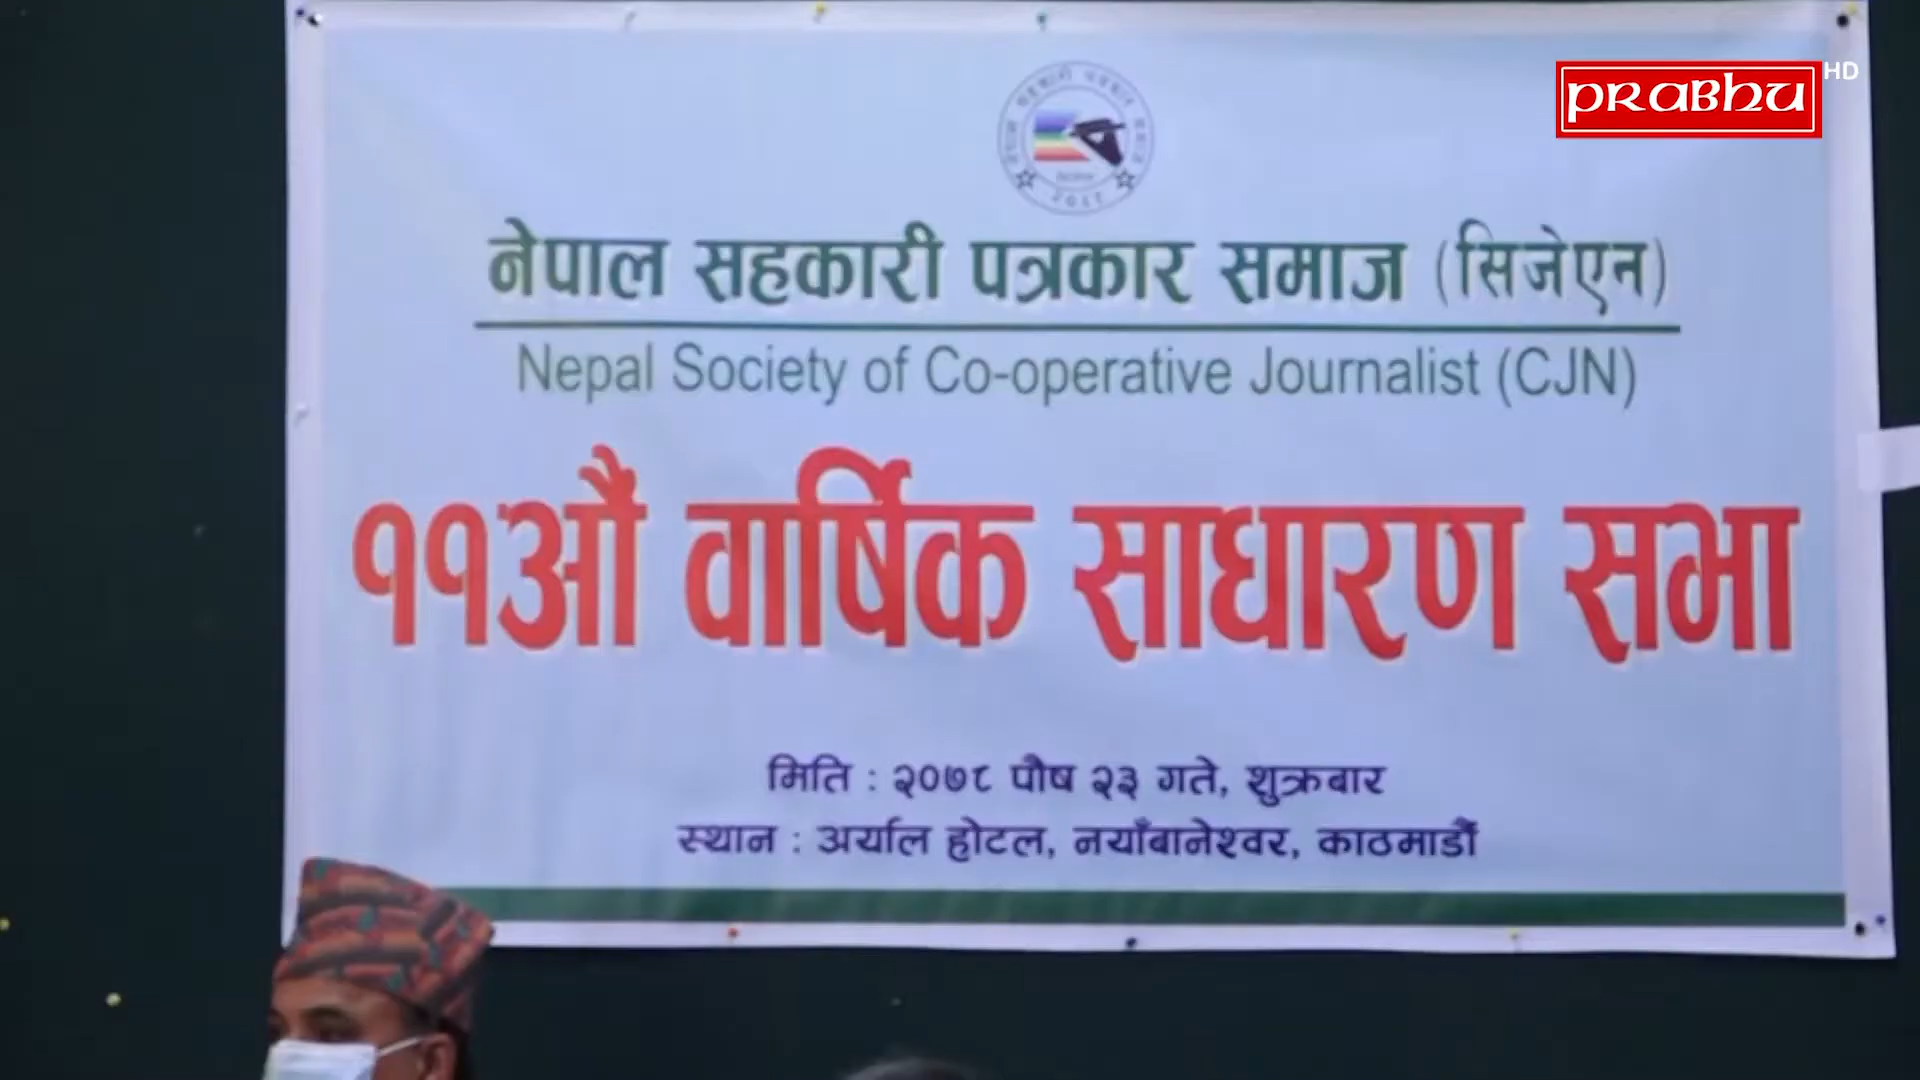 PRABHU HD
नेपाल सहकारी पत्रकार समाज (सिजेएन)
Nepal Society of Co-operative Journalist (CJN)
११औं वार्षिक साधारण सभा
मिति : २०७८ पौष २३ गते, शुक्रबार
स्थान : अर्याल होटल, नयाँबानेश्वर, काठमाडौं